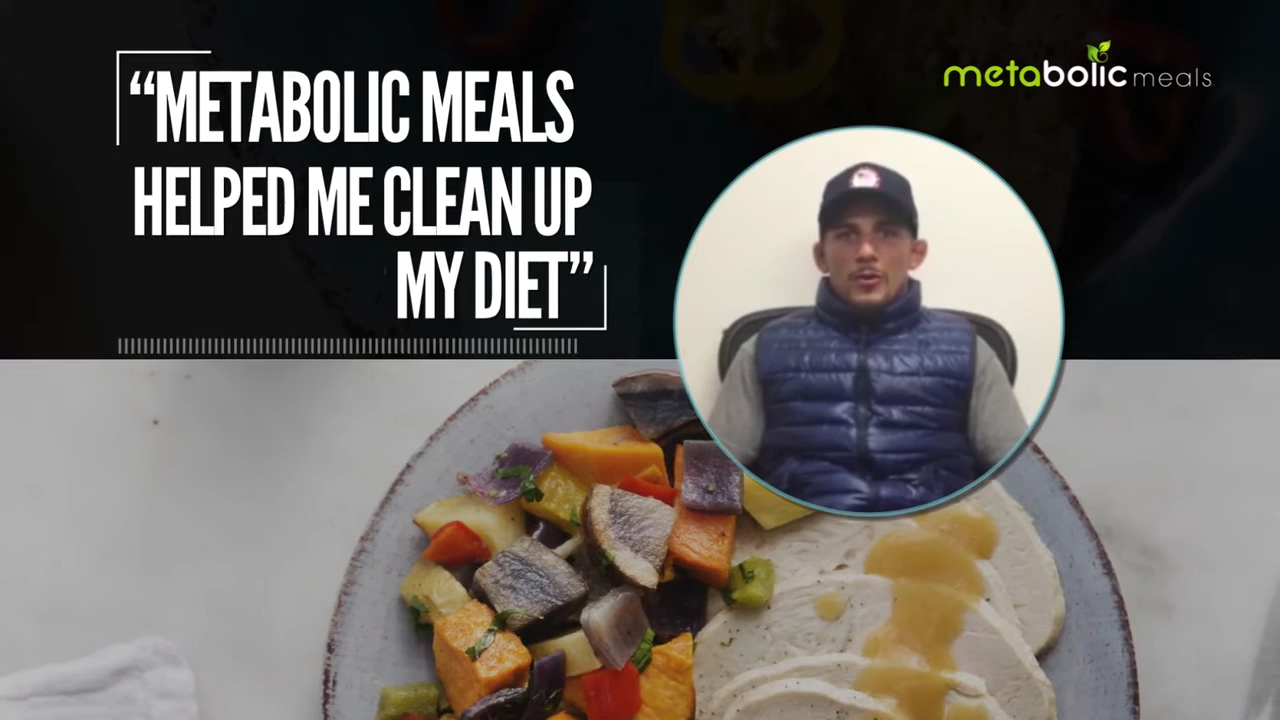 “METABOLIC MEALS
HELPED ME CLEAN UP
MY DIET”
metabolic meals